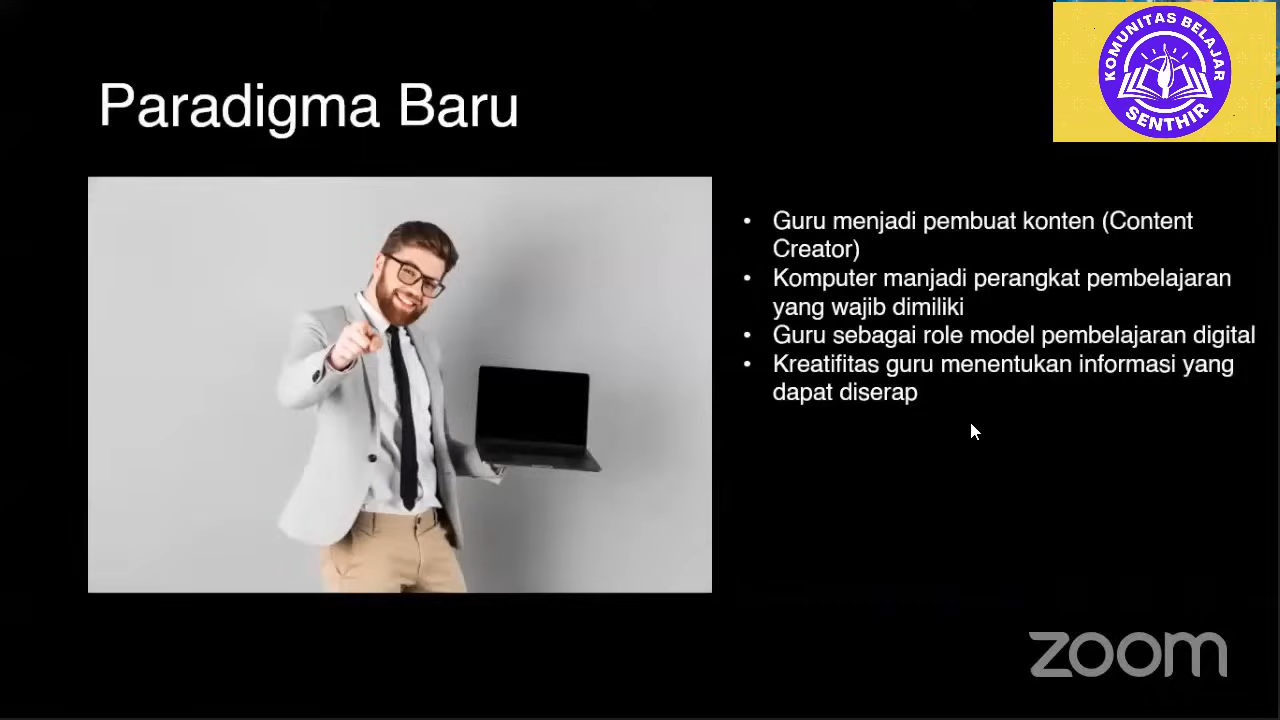 Paradigma Baru
KOMUNITAS BELAJAR
SENTHIR
• Guru menjadi pembuat konten (Content
Creator)
• Komputer manjadi perangkat pembelajaran
yang wajib dimiliki
• Guru sebagai role model pembelajaran digital
• Kreatifitas guru menentukan informasi yang
dapat diserap
zoom